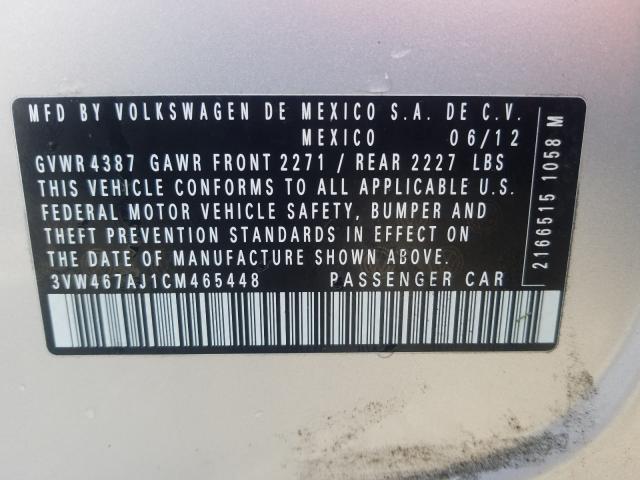 MFD BY VOLKSWAGEN DE MEXICO S.A. DE C.V.
MEXICO 06/12
GVWR 4387 GAWR FRONT 2271 / REAR 2227 LBS
THIS VEHICLE CONFORMS TO ALL APPLICABLE U.S.
FEDERAL MOTOR VEHICLE SAFETY, BUMPER AND
THEFT PREVENTION STANDARDS IN EFFECT ON
THE DATE OF MANUFACTURE SHOWN ABOVE.
3VW467AJ1CM465448 PASSENGER CAR
2166515 1058 M